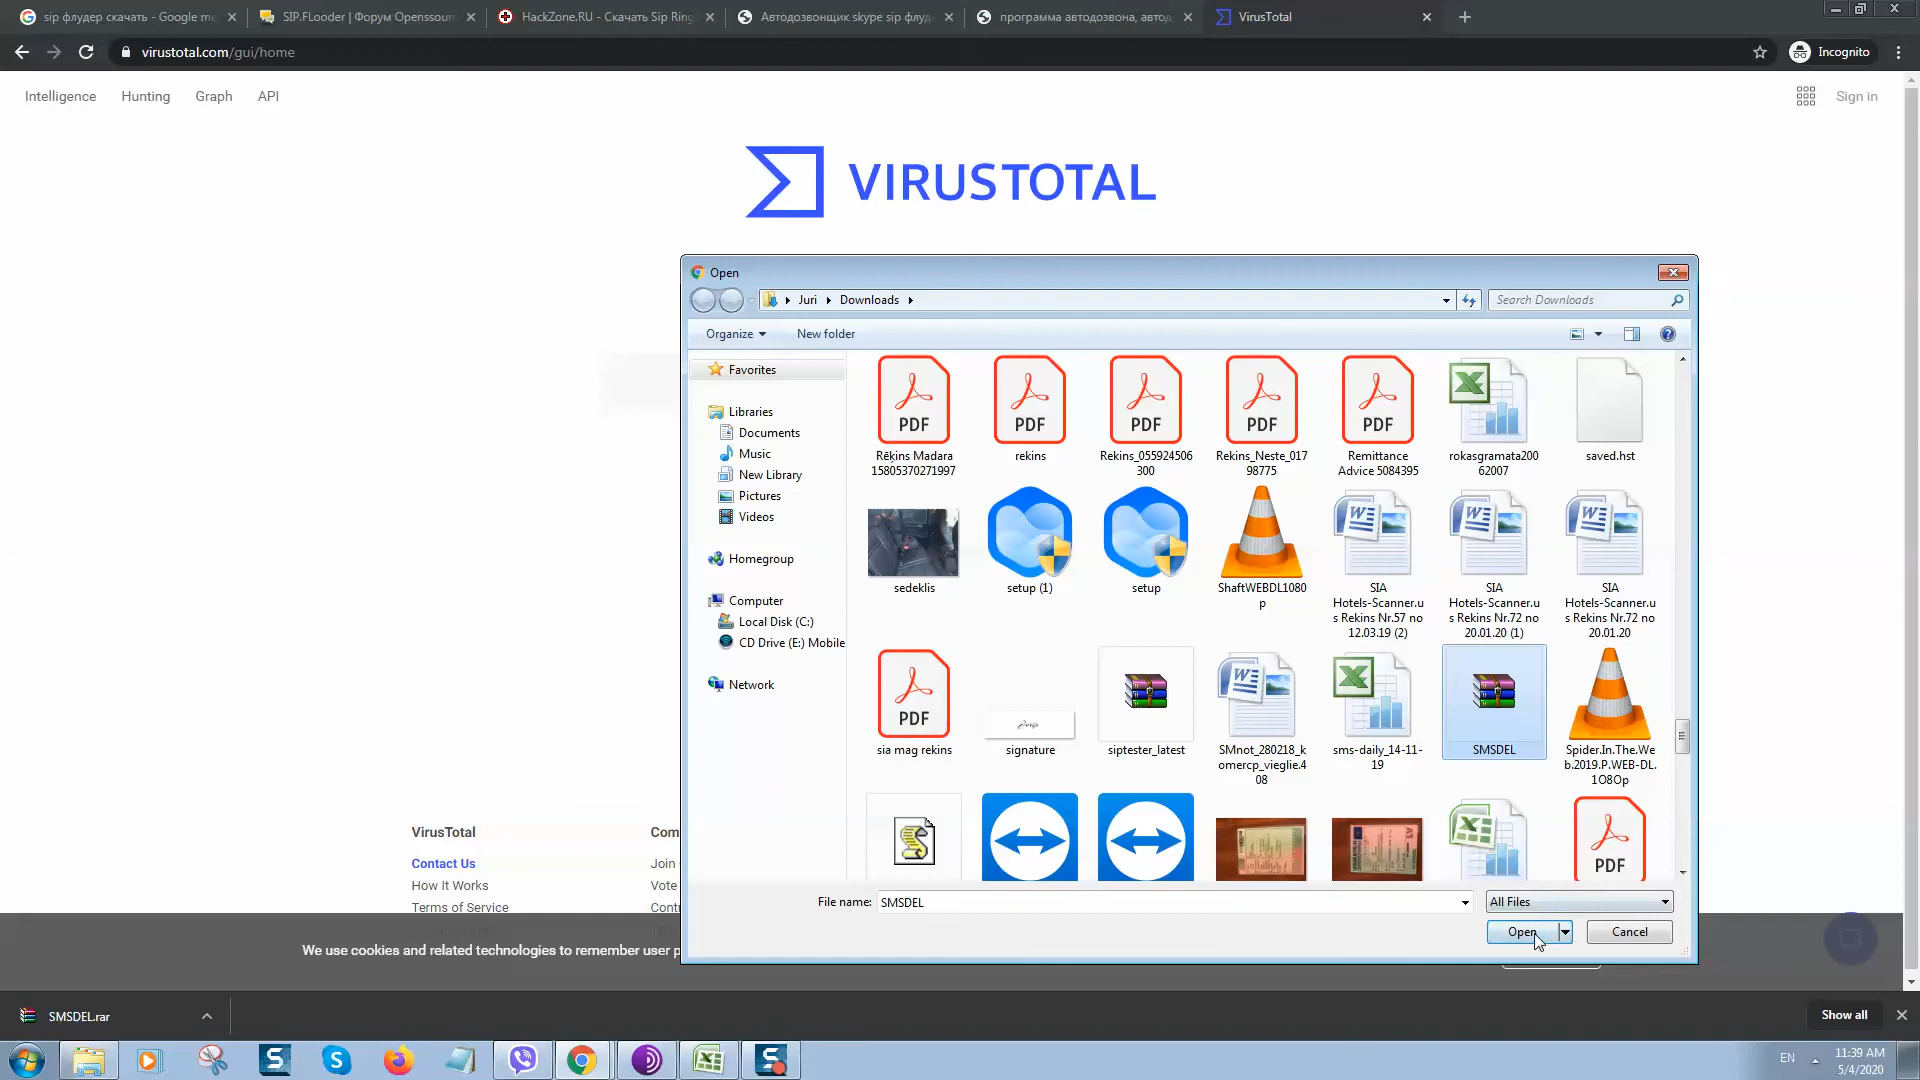 sip флудер скачать - Google me
SIP.FLooder | Форум Openssour
HackZone.RU - Скачать Sip Ring
Автодозвонщик skype sip флуд
программа автодозвона, автод
VirusTotal
virustotal.com/gui/home
Incognito
Intelligence
Hunting
Graph
API
Sign in
VIRUSTOTAL
Open
Juri
Downloads
Search Downloads
Organize
New folder
Favorites
Libraries
Documents
Music
New Library
Pictures
Videos
Homegroup
Computer
Local Disk (C:)
CD Drive (E:) Mobile
Network
PDF
PDF
PDF
PDF
PDF
Rēķins Madara
15805370271997
rekins
Rekins_055924506
300
Rekins_Neste_017
98775
Remittance
Advice 5084395
rokasgramata200
62007
saved.hst
sedeklis
setup (1)
setup
ShaftWEBDL1080
p
SIA
Hotels-Scanner.u
s Rekins Nr.57 no
12.03.19 (2)
SIA
Hotels-Scanner.u
s Rekins Nr.72 no
20.01.20 (1)
SIA
Hotels-Scanner.u
s Rekins Nr.72 no
20.01.20
PDF
sia mag rekins
signature
siptester_latest
SMnot_280218_k
omercp_vieglie.4
08
sms-daily_14-11-
19
SMSDEL
Spider.In.The.We
b.2019.P.WEB-DL.
1O8Op
PDF
File name:
SMSDEL
All Files
Open
Cancel
VirusTotal
Contact Us
How It Works
Terms of Service
Com
Join
Vote
Contr
We use cookies and related technologies to remember user p
SMSDEL.rar
Show all
EN
11:39 AM
5/4/2020